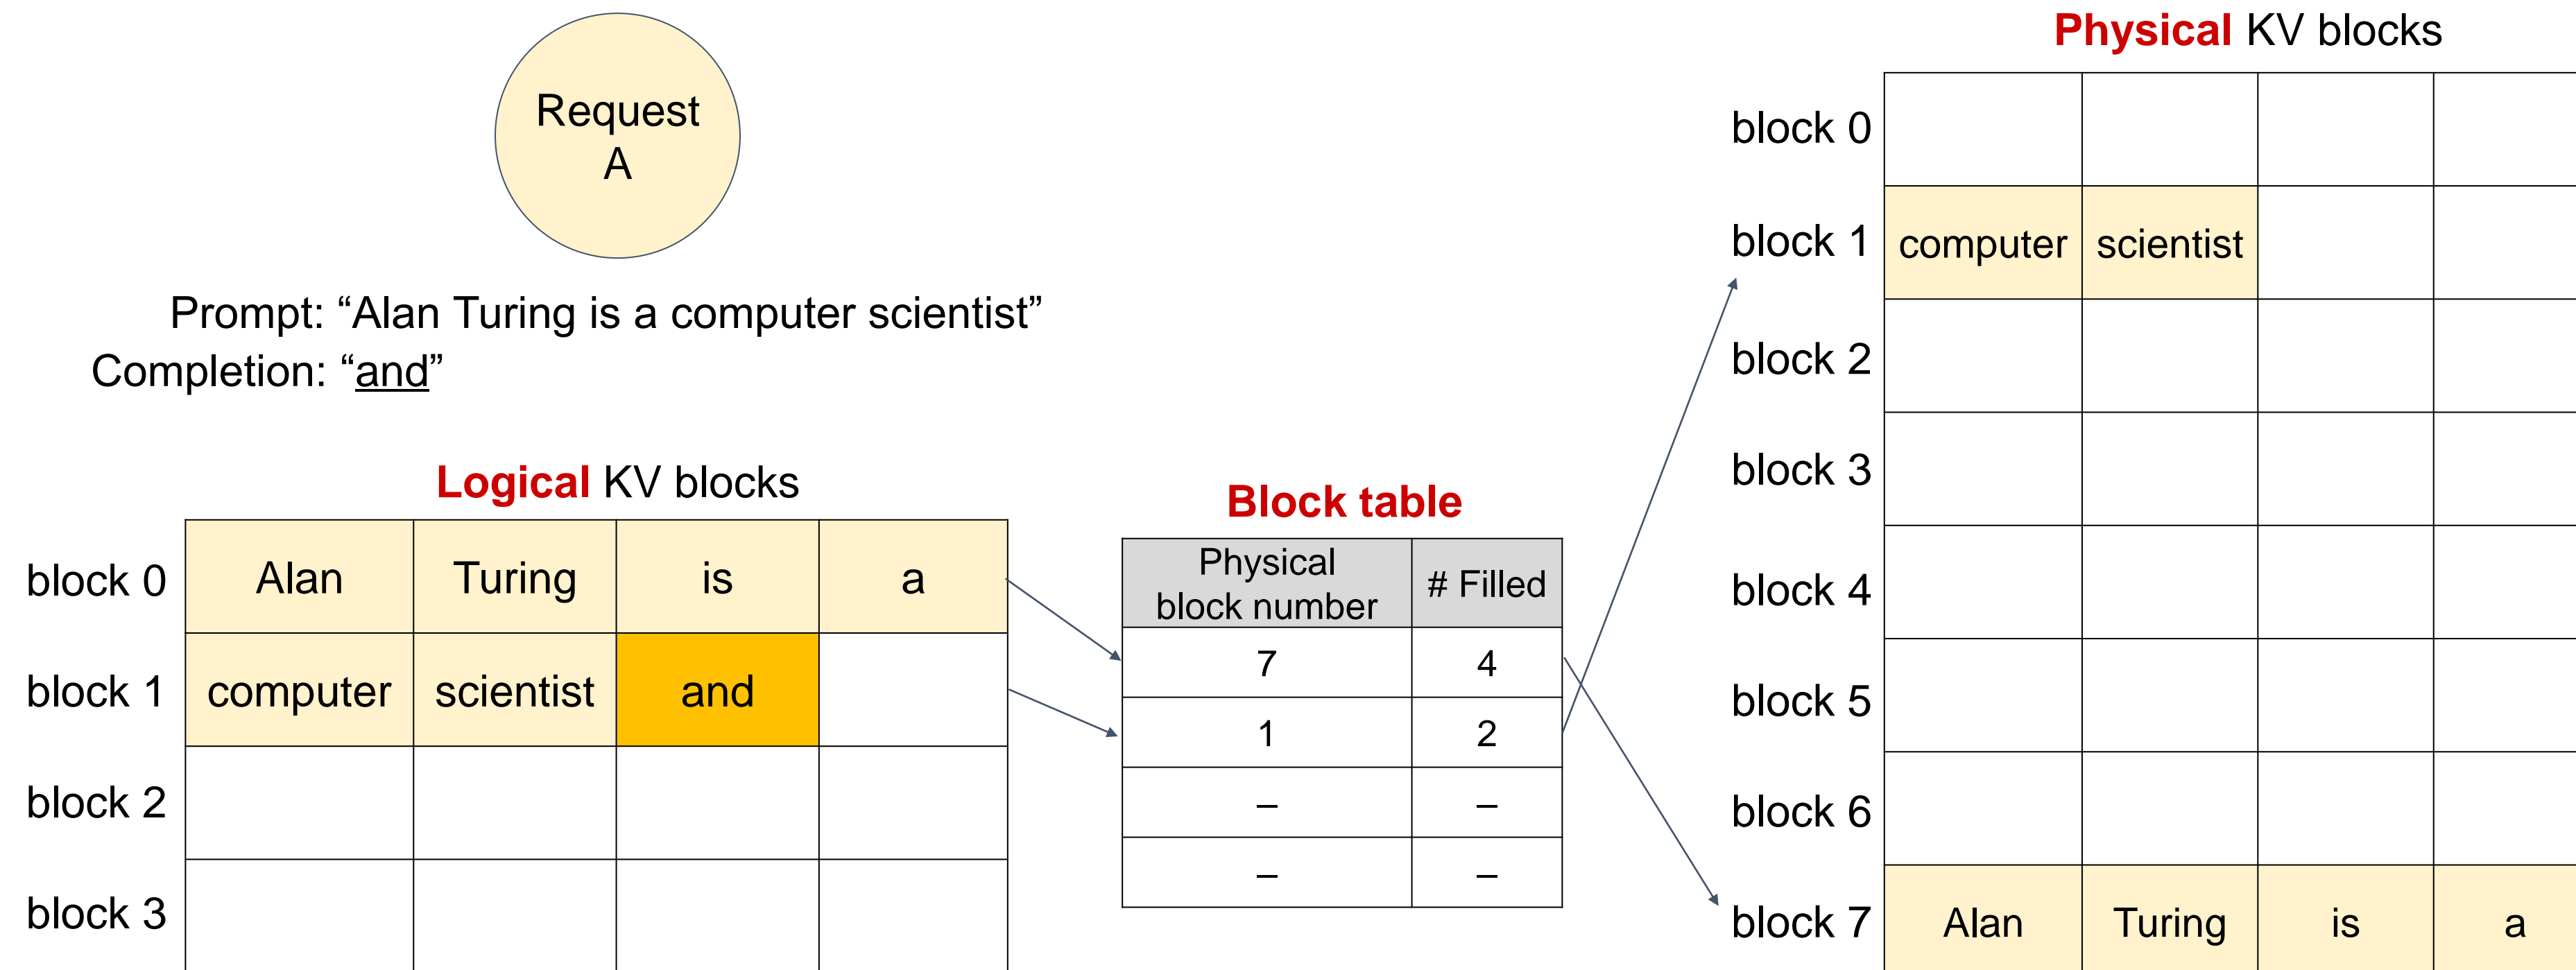 Request
A
Prompt: “Alan Turing is a computer scientist”
Completion: “and”
Logical KV blocks
block 0 Alan Turing is a
block 1 computer scientist and
block 2
block 3
Block table
Physical
block number # Filled
7 4
1 2
– –
– –
Physical KV blocks
block 0
block 1 computer scientist
block 2
block 3
block 4
block 5
block 6
block 7 Alan Turing is a